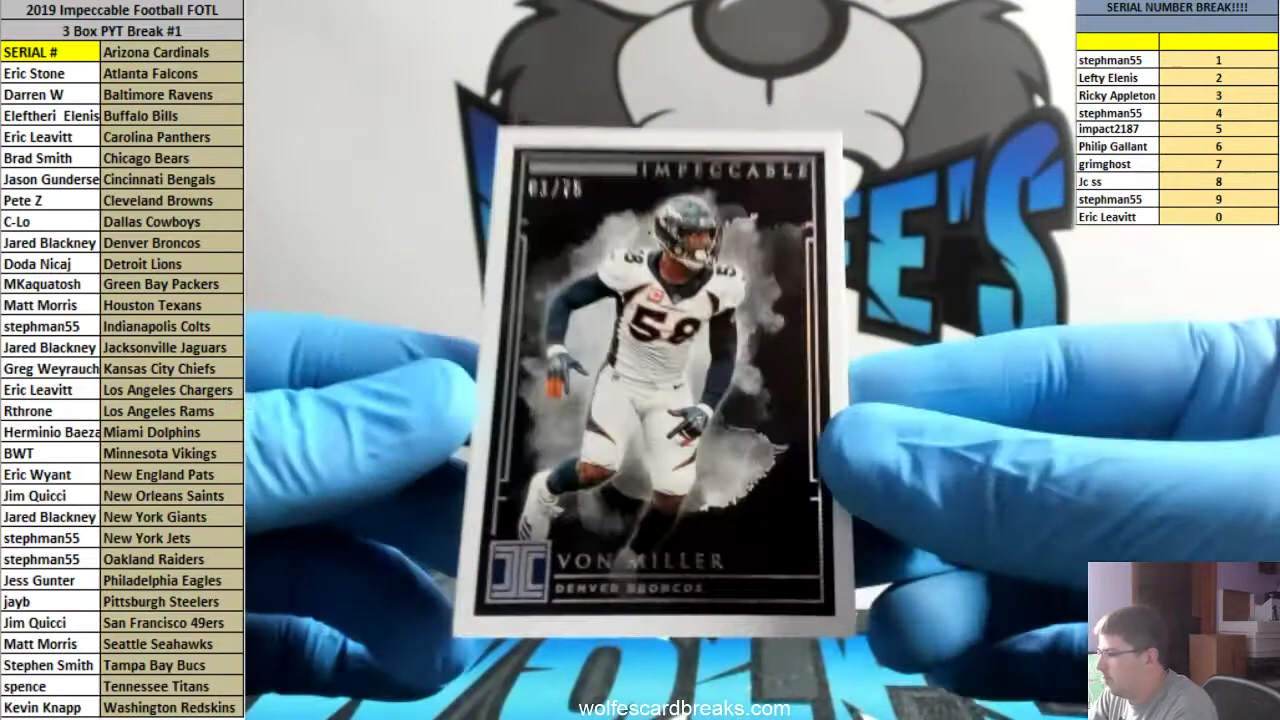 2019 Impeccable Football FOTL
3 Box PYT Break #1
SERIAL # Arizona Cardinals
Eric Stone Atlanta Falcons
Darren W Baltimore Ravens
Eleftheri Elenis Buffalo Bills
Eric Leavitt Carolina Panthers
Brad Smith Chicago Bears
Jason Gunderse Cincinnati Bengals
Pete Z Cleveland Browns
C-Lo Dallas Cowboys
Jared Blackney Denver Broncos
Doda Nicaj Detroit Lions
MKaquatosh Green Bay Packers
Matt Morris Houston Texans
stephman55 Indianapolis Colts
Jared Blackney Jacksonville Jaguars
Greg Weyrauch Kansas City Chiefs
Eric Leavitt Los Angeles Chargers
Rthrone Los Angeles Rams
Herminio Baeza Miami Dolphins
BWT Minnesota Vikings
Eric Wyant New England Pats
Jim Quicci New Orleans Saints
Jared Blackney New York Giants
stephman55 New York Jets
stephman55 Oakland Raiders
Jess Gunter Philadelphia Eagles
jayb Pittsburgh Steelers
Jim Quicci San Francisco 49ers
Matt Morris Seattle Seahawks
Stephen Smith Tampa Bay Bucs
spence Tennessee Titans
Kevin Knapp Washington Redskins
IMPECCABLE
58
58
VON MILLER
DENVER BRONCOS
SERIAL NUMBER BREAK!!!!
stephman55 1
Lefty Elenis 2
Ricky Appleton 3
stephman55 4
impact2187 5
Philip Gallant 6
grimghost 7
Jc ss 8
stephman55 9
Eric Leavitt 0
wolfescardbreaks.com